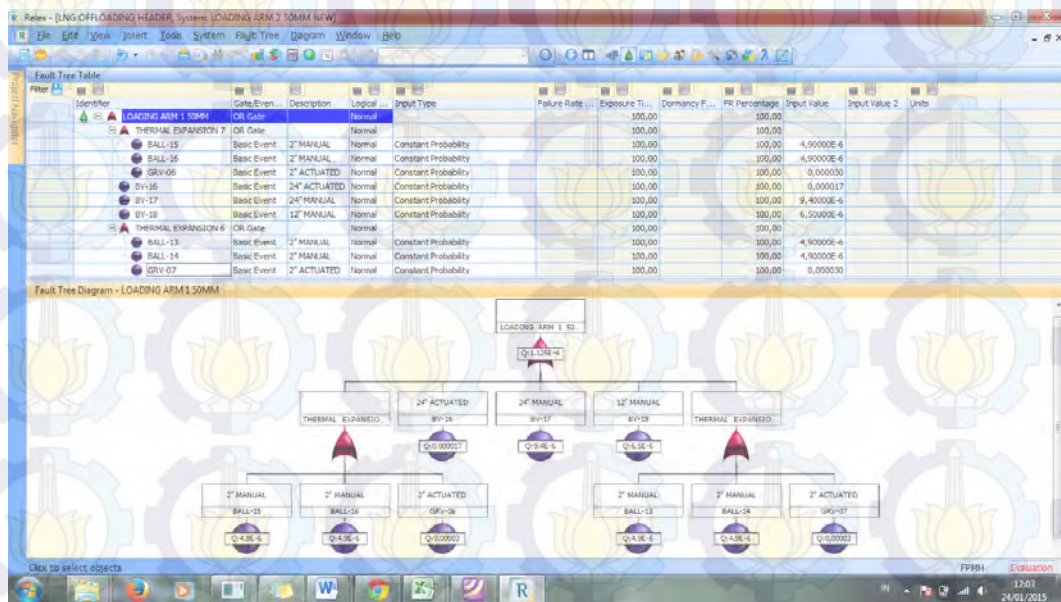 Relex - [LNG OFFLOADING HEADER, System: LOADING ARM 2 50MM NEW]
File Edit View Insert Tools System Fault Tree Diagram Window Help
Project Navigator
Fault Tree Table
Filter
Identifier Gate/Even... Description Logical ... Input Type Failure Rate ... Exposure Ti... Dormancy F... FR Percentage Input Value Input Value 2 Units
LOADING ARM 1 50MM OR Gate Normal 100,00 100,00
THERMAL EXPANSION 7 OR Gate Normal 100,00 100,00
BALL-15 Basic Event 2" MANUAL Normal Constant Probability 100,00 100,00 4,90000E-6
BALL-16 Basic Event 2" MANUAL Normal Constant Probability 100,00 100,00 4,90000E-6
GRV-06 Basic Event 2" ACTUATED Normal Constant Probability 100,00 100,00 0,000030
BV-16 Basic Event 24" ACTUATED Normal Constant Probability 100,00 100,00 0,000017
BV-17 Basic Event 24" MANUAL Normal Constant Probability 100,00 100,00 9,40000E-6
BV-18 Basic Event 12" MANUAL Normal Constant Probability 100,00 100,00 6,50000E-6
THERMAL EXPANSION 6 OR Gate Normal 100,00 100,00
BALL-13 Basic Event 2" MANUAL Normal Constant Probability 100,00 100,00 4,90000E-6
BALL-14 Basic Event 2" MANUAL Normal Constant Probability 100,00 100,00 4,90000E-6
GRV-07 Basic Event 2" ACTUATED Normal Constant Probability 100,00 100,00 0,000030
Fault Tree Diagram - LOADING ARM 1 50MM
LOADING ARM 1 50...
24" ACTUATED 24" MANUAL 12" MANUAL
THERMAL EXPANSIO... BV-16 BV-17 BV-18 THERMAL EXPANSIO...
Q:0,000017 Q:9,4E-6 Q:6,5E-6
2" MANUAL 2" MANUAL 2" ACTUATED 2" MANUAL 2" MANUAL 2" ACTUATED
BALL-15 BALL-16 GRV-06 BALL-13 BALL-14 GRV-07
Q:4,9E-6 Q:4,9E-6 Q:0,00003 Q:4,9E-6 Q:4,9E-6 Q:0,00003
Click to select objects FPMH Evaluation
IN 12:03
24/01/2015